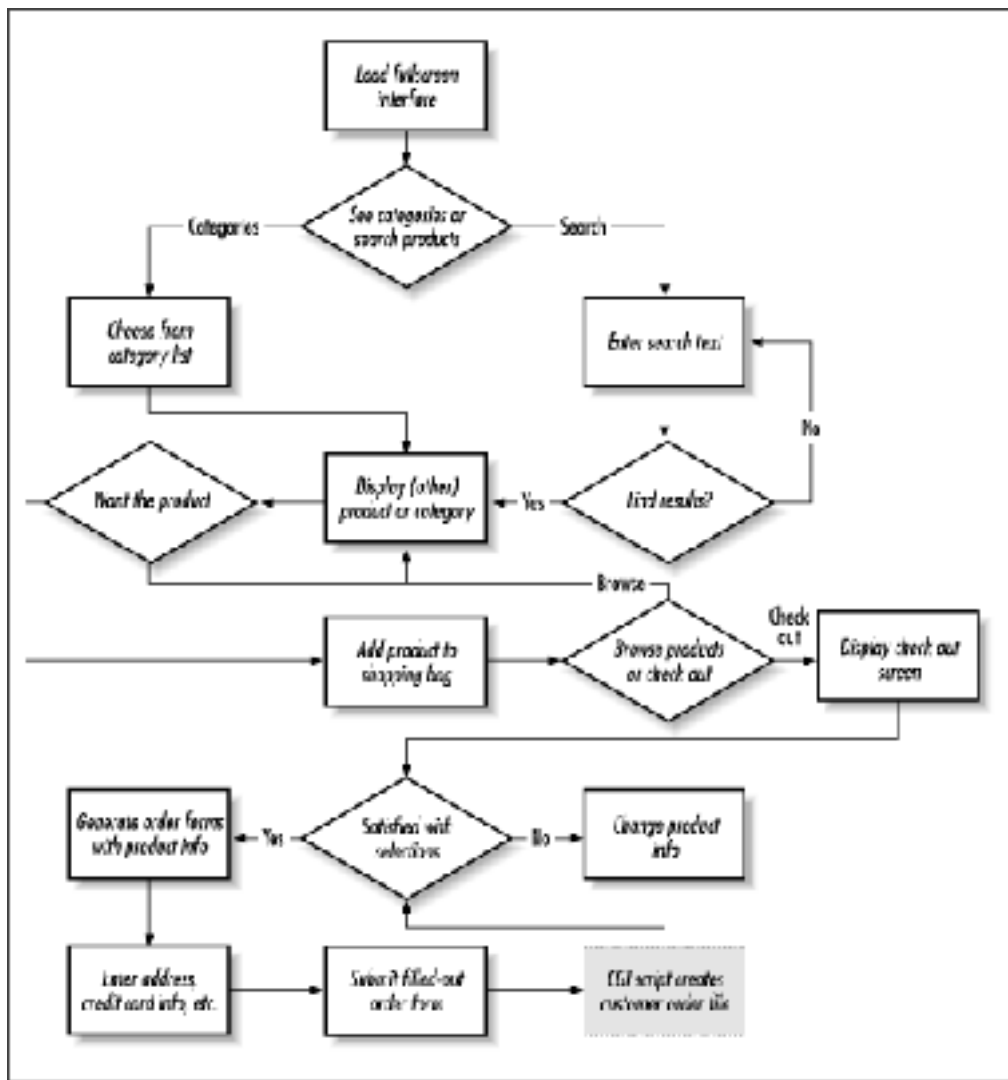 Load fullscreen
interface
See categories or
search products
Categories
Search
Choose from
category list
Enter search text
No
Want the product
Display (other)
product or category
Yes
Find results?
Browse
Add product to
shopping bag
Browse products
or check out
Check
out
Display check out
screen
Generate order forms
with product info
Yes
Satisfied with
selections
No
Change product
info
Enter address,
credit card info, etc.
Submit filled-out
order form
CGI script creates
customer order file